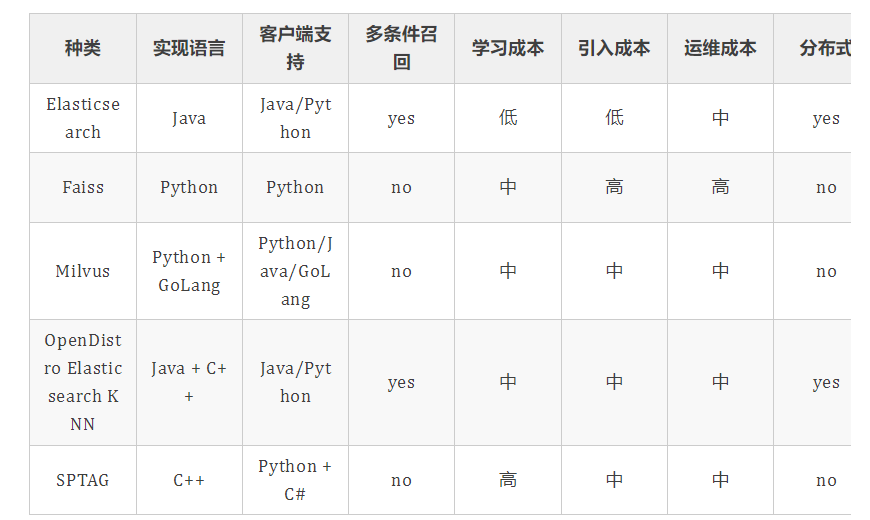 种类 实现语言 客户端支持 多条件召回 学习成本 引入成本 运维成本 分布式
Elasticsearch Java Java/Python yes 低 低 中 yes
Faiss Python Python no 中 高 高 no
Milvus Python + GoLang Python/Java/GoLang no 中 中 中 no
OpenDistro Elasticsearch KNN Java + C++ Java/Python yes 中 中 中 yes
SPTAG C++ Python + C# no 高 中 中 no